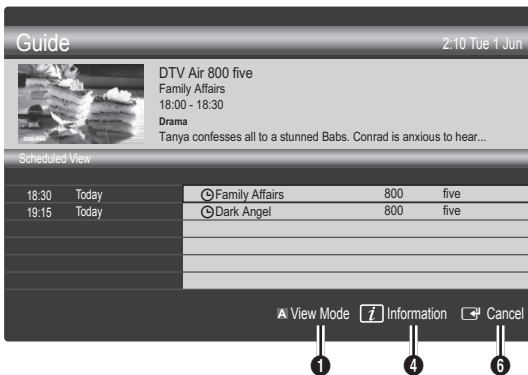 Guide 2:10 Tue 1 Jun
DTV Air 800 five
Family Affairs
18:00 - 18:30
Drama
Tanya confesses all to a stunned Babs. Conrad is anxious to hear...
800 five
Scheduled View
18:30 Today Family Affairs 800 five
19:15 Today Dark Angel 800 five
A View Mode i Information Cancel
1 4 6